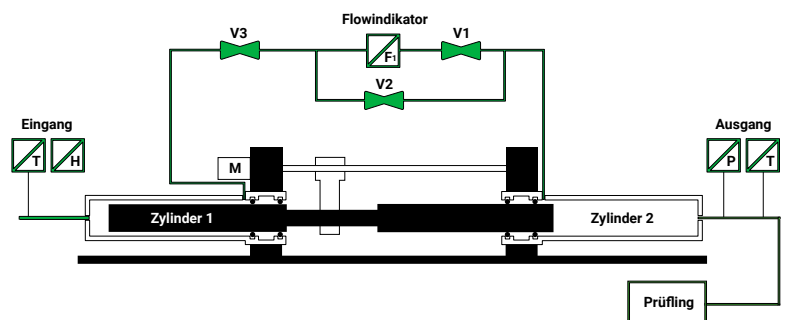 Flowindikator
V3
F1
V1
V2
Eingang
T
H
Ausgang
P
T
M
Zylinder 1
Zylinder 2
Prüfling